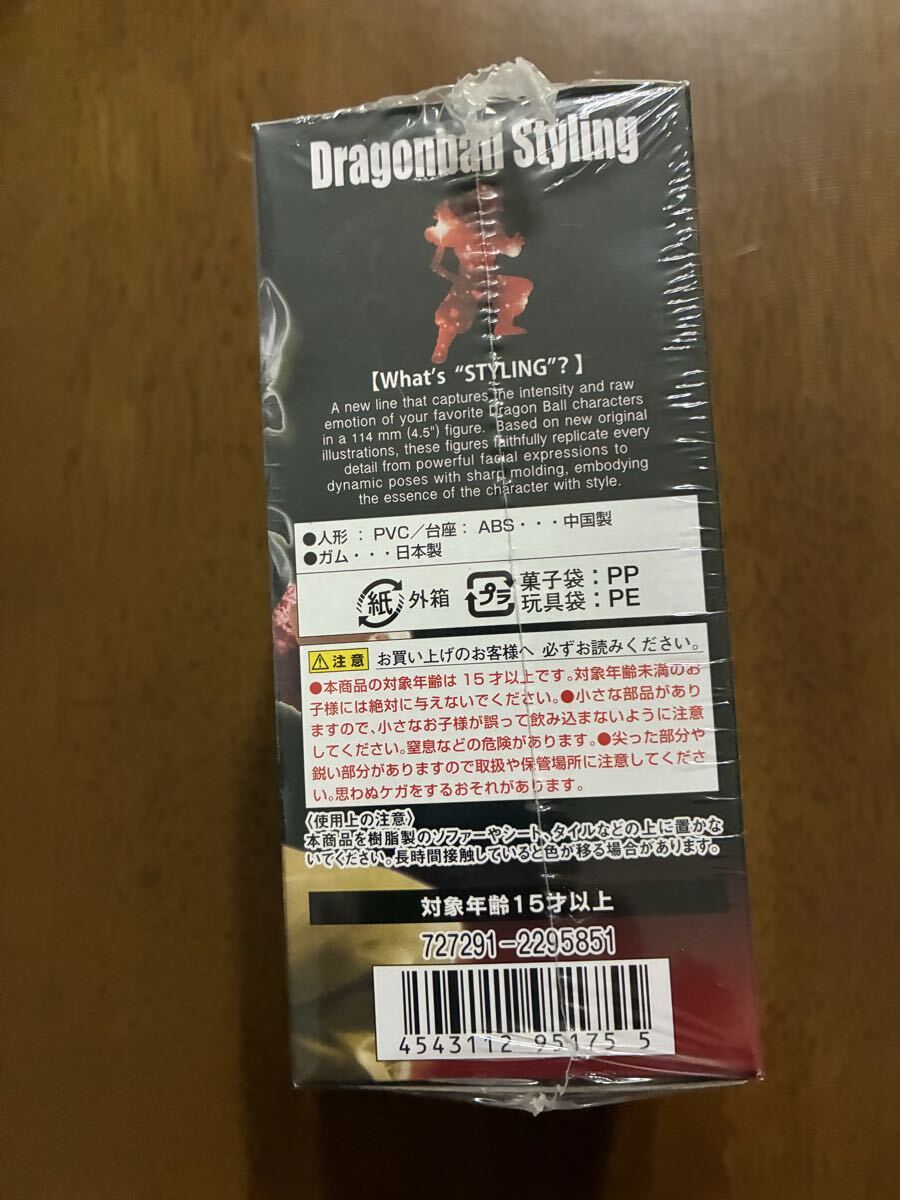 Dragonball Styling
【What's "STYLING"?】
A new line that captures the intensity and raw
emotion of your favorite Dragon Ball characters
in a 114 mm (4.5") figure. Based on new original
illustrations, these figures faithfully replicate every
detail from powerful facial expressions to
dynamic poses with sharp molding, embodying
the essence of the character with style.
●人形：PVC／台座：ABS・・・中国製
●ガム・・・日本製
紙 外箱 プラ 菓子袋：PP
玩具袋：PE
注意 お買い上げのお客様へ 必ずお読みください。
●本商品の対象年齢は15才以上です。対象年齢未満のお
子様には絶対に与えないでください。●小さな部品があり
ますので、小さなお子様が誤って飲み込まないように注意
してください。窒息などの危険があります。●尖った部分や
鋭い部分がありますので取扱や保管場所に注意してくださ
い。思わぬケガをするおそれがあります。
〈使用上の注意〉
本商品を樹脂製のソファーやシート、タイルなどの上に置かな
いでください。長時間接触していると色が移る場合があります。
対象年齢15才以上
727291-2295851
4543112 95175 5